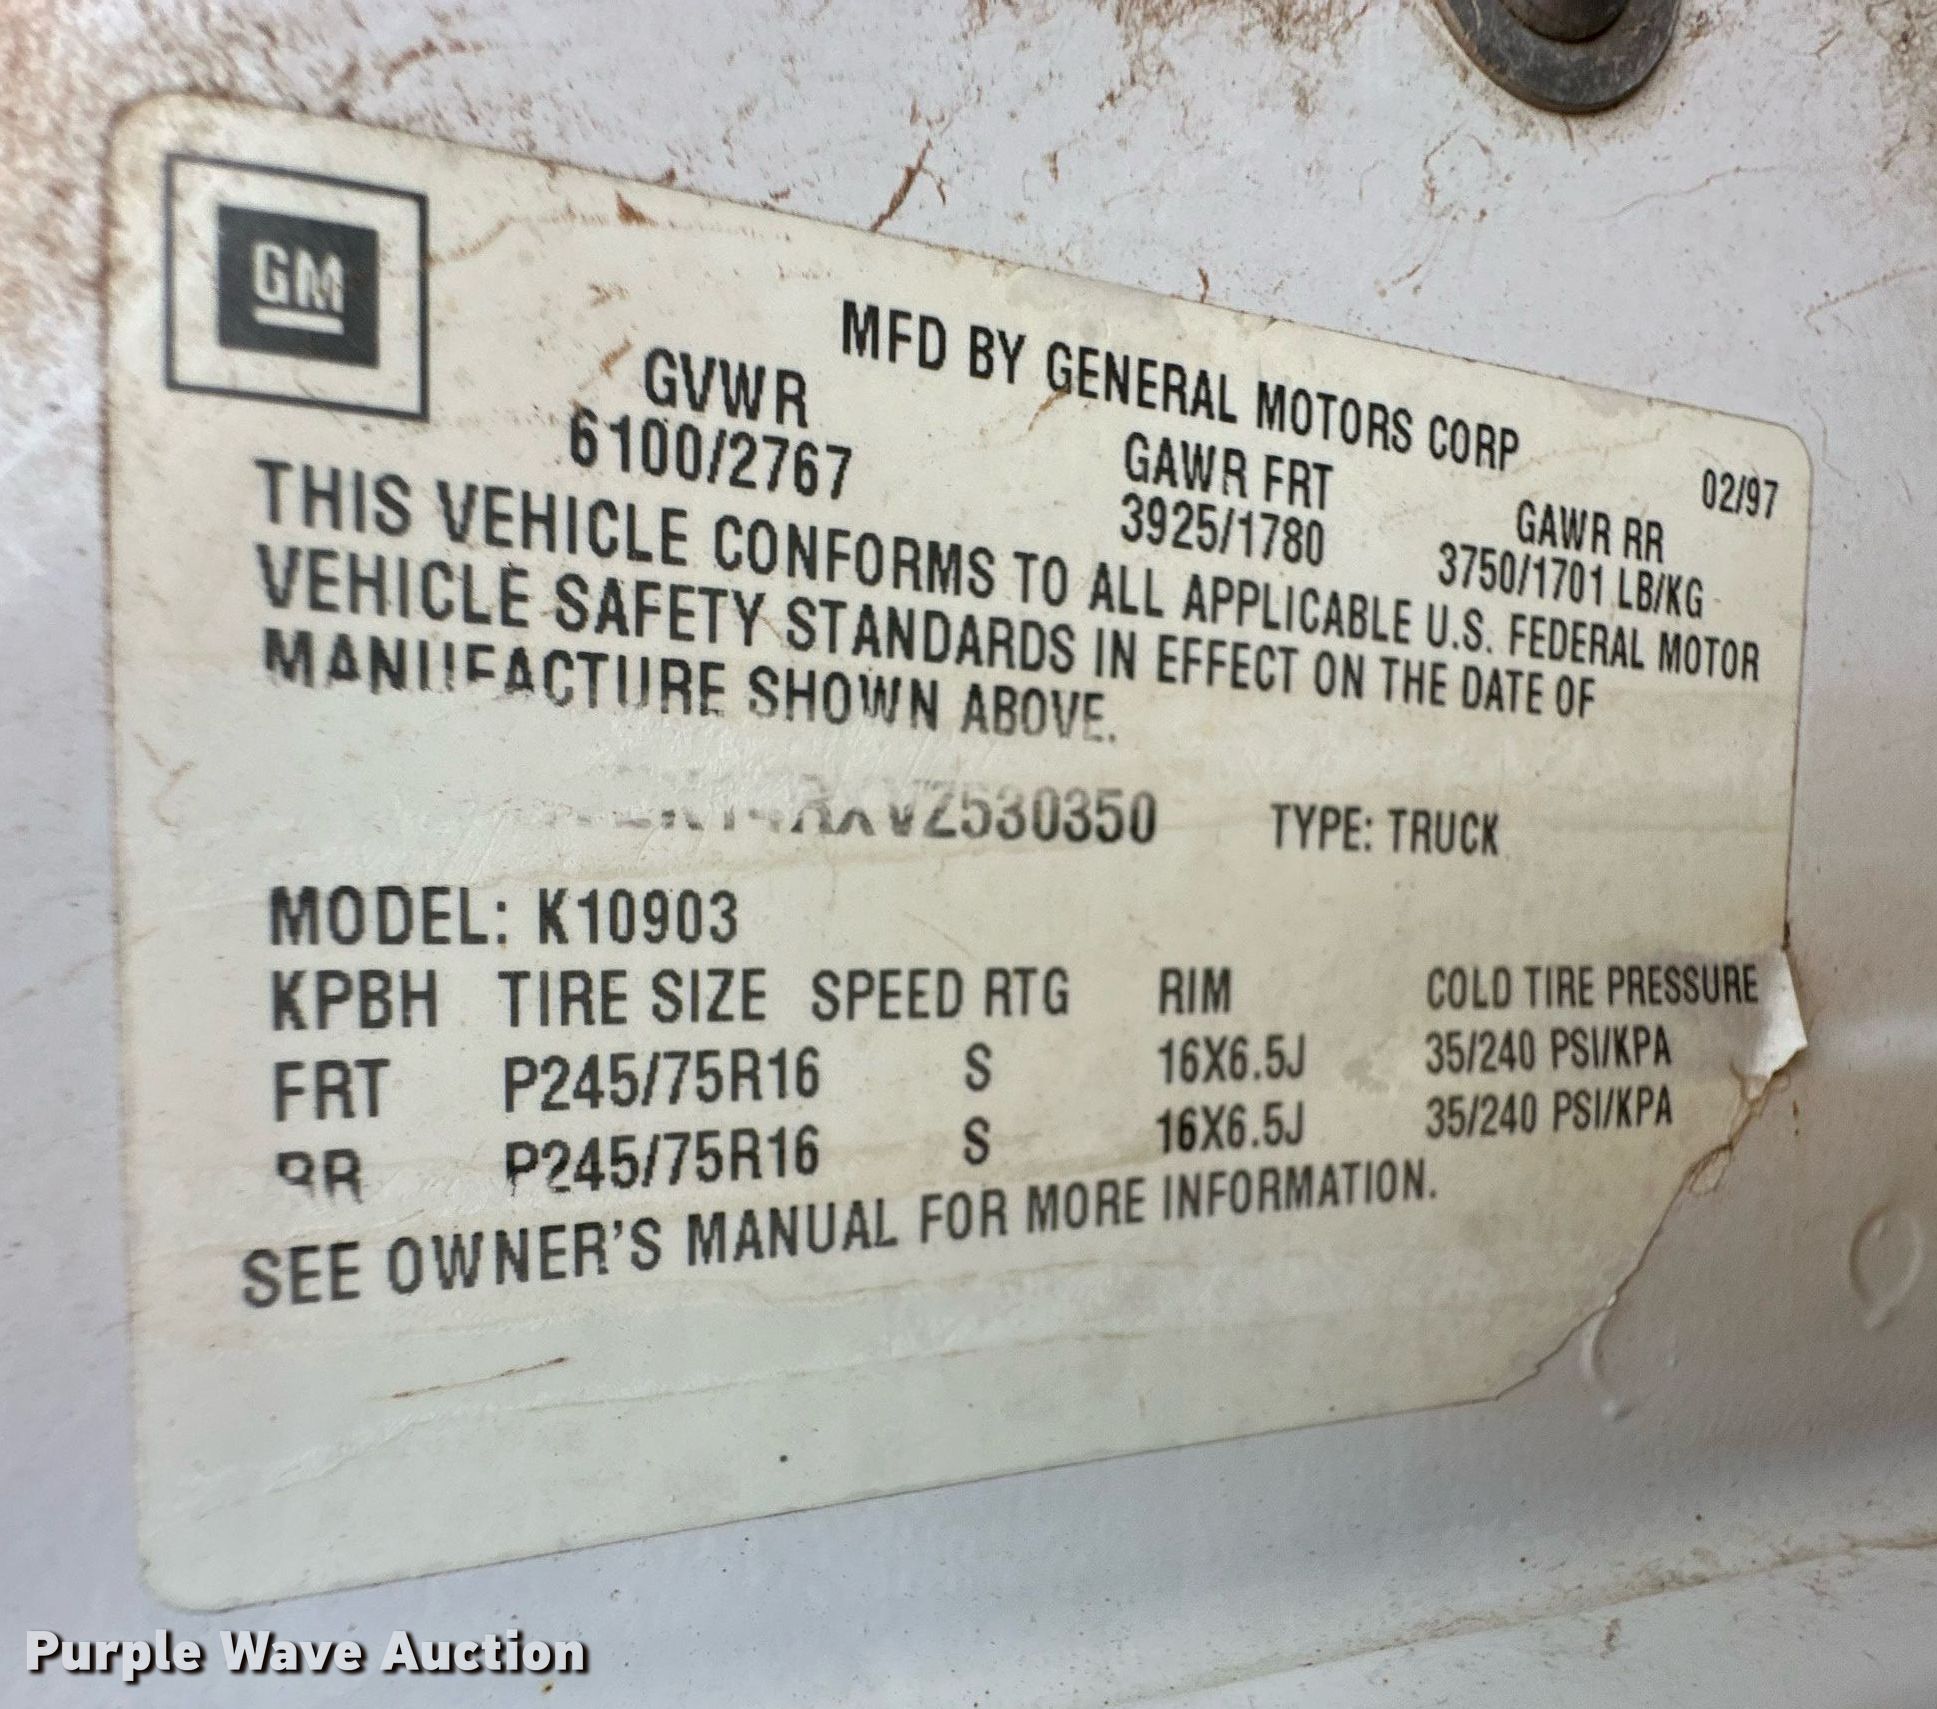 GM
MFD BY GENERAL MOTORS CORP 02/97
GVWR GAWR FRT GAWR RR
6100/2767 3925/1780 3750/1701 LB/KG
THIS VEHICLE CONFORMS TO ALL APPLICABLE U.S. FEDERAL MOTOR
VEHICLE SAFETY STANDARDS IN EFFECT ON THE DATE OF
MANUFACTURE SHOWN ABOVE.
TYPE: TRUCK
MODEL: K10903
KPBH TIRE SIZE SPEED RTG RIM COLD TIRE PRESSURE
FRT P245/75R16 S 16X6.5J 35/240 PSI/KPA
RR P245/75R16 S 16X6.5J 35/240 PSI/KPA
SEE OWNER'S MANUAL FOR MORE INFORMATION.
Purple Wave Auction